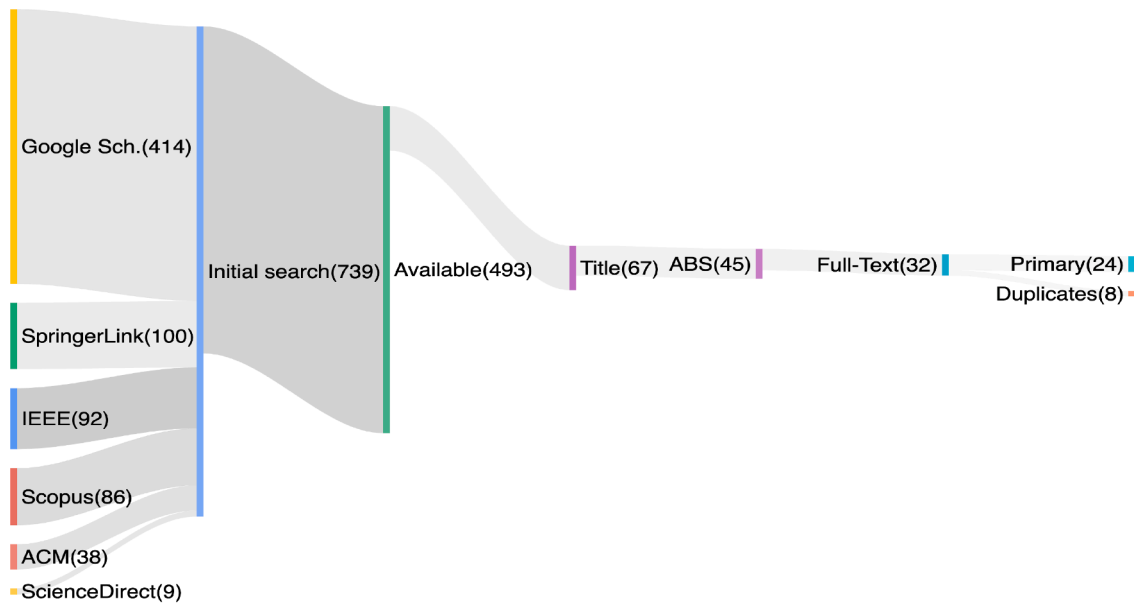 Google Sch.(414)
SpringerLink(100)
IEEE(92)
Scopus(86)
ACM(38)
ScienceDirect(9)
Initial search(739)
Available(493)
Title(67)
ABS(45)
Full-Text(32)
Primary(24)
Duplicates(8)